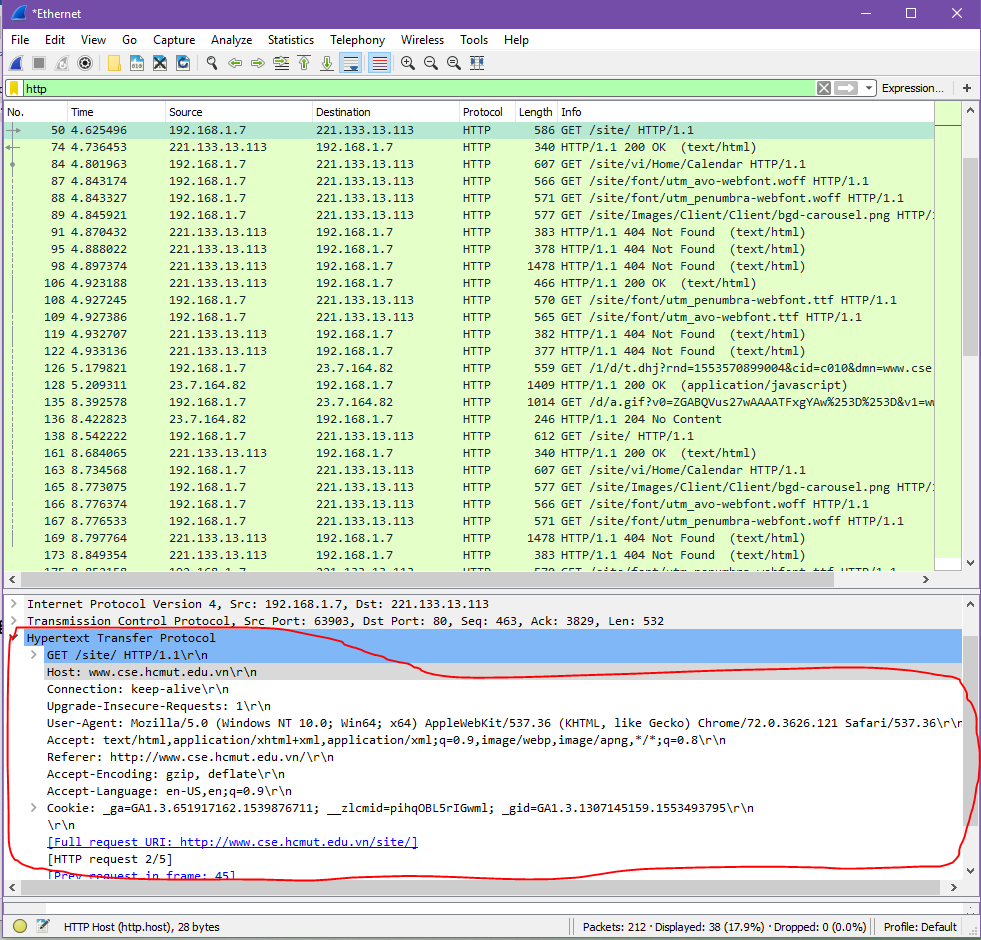 *Ethernet
File Edit View Go Capture Analyze Statistics Telephony Wireless Tools Help
http Expression... +
No. Time Source Destination Protocol Length Info
50 4.625496 192.168.1.7 221.133.13.113 HTTP 586 GET /site/ HTTP/1.1
74 4.736453 221.133.13.113 192.168.1.7 HTTP 340 HTTP/1.1 200 OK (text/html)
84 4.801963 192.168.1.7 221.133.13.113 HTTP 607 GET /site/vi/Home/Calendar HTTP/1.1
87 4.843174 192.168.1.7 221.133.13.113 HTTP 566 GET /site/font/utm_avo-webfont.woff HTTP/1.1
88 4.843327 192.168.1.7 221.133.13.113 HTTP 571 GET /site/font/utm_penumbra-webfont.woff HTTP/1.1
89 4.845921 192.168.1.7 221.133.13.113 HTTP 577 GET /site/Images/Client/Client/bgd-carousel.png HTTP/
91 4.870432 221.133.13.113 192.168.1.7 HTTP 383 HTTP/1.1 404 Not Found (text/html)
95 4.888022 221.133.13.113 192.168.1.7 HTTP 378 HTTP/1.1 404 Not Found (text/html)
98 4.897374 221.133.13.113 192.168.1.7 HTTP 1478 HTTP/1.1 404 Not Found (text/html)
106 4.923188 221.133.13.113 192.168.1.7 HTTP 466 HTTP/1.1 200 OK (text/html)
108 4.927245 192.168.1.7 221.133.13.113 HTTP 570 GET /site/font/utm_penumbra-webfont.ttf HTTP/1.1
109 4.927386 192.168.1.7 221.133.13.113 HTTP 565 GET /site/font/utm_avo-webfont.ttf HTTP/1.1
119 4.932707 221.133.13.113 192.168.1.7 HTTP 382 HTTP/1.1 404 Not Found (text/html)
122 4.933136 221.133.13.113 192.168.1.7 HTTP 377 HTTP/1.1 404 Not Found (text/html)
126 5.179821 192.168.1.7 23.7.164.82 HTTP 559 GET /1/d/t.dhj?rnd=1553570899004&cid=c010&dmn=www.cse
128 5.209311 23.7.164.82 192.168.1.7 HTTP 1409 HTTP/1.1 200 OK (application/javascript)
135 8.392578 192.168.1.7 23.7.164.82 HTTP 1014 GET /d/a.gif?v0=ZGABQVus27wAAAATFxgYAw%253D%253D&v1=w
136 8.422823 23.7.164.82 192.168.1.7 HTTP 246 HTTP/1.1 204 No Content
138 8.542222 192.168.1.7 221.133.13.113 HTTP 612 GET /site/ HTTP/1.1
161 8.684065 221.133.13.113 192.168.1.7 HTTP 340 HTTP/1.1 200 OK (text/html)
163 8.734568 192.168.1.7 221.133.13.113 HTTP 607 GET /site/vi/Home/Calendar HTTP/1.1
165 8.773075 192.168.1.7 221.133.13.113 HTTP 577 GET /site/Images/Client/Client/bgd-carousel.png HTTP/
166 8.776374 192.168.1.7 221.133.13.113 HTTP 566 GET /site/font/utm_avo-webfont.woff HTTP/1.1
167 8.776533 192.168.1.7 221.133.13.113 HTTP 571 GET /site/font/utm_penumbra-webfont.woff HTTP/1.1
169 8.797764 221.133.13.113 192.168.1.7 HTTP 1478 HTTP/1.1 404 Not Found (text/html)
173 8.849354 221.133.13.113 192.168.1.7 HTTP 383 HTTP/1.1 404 Not Found (text/html)
Internet Protocol Version 4, Src: 192.168.1.7, Dst: 221.133.13.113
Transmission Control Protocol, Src Port: 63903, Dst Port: 80, Seq: 463, Ack: 3829, Len: 532
Hypertext Transfer Protocol
GET /site/ HTTP/1.1\r\n
Host: www.cse.hcmut.edu.vn\r\n
Connection: keep-alive\r\n
Upgrade-Insecure-Requests: 1\r\n
User-Agent: Mozilla/5.0 (Windows NT 10.0; Win64; x64) AppleWebKit/537.36 (KHTML, like Gecko) Chrome/72.0.3626.121 Safari/537.36\r\n
Accept: text/html,application/xhtml+xml,application/xml;q=0.9,image/webp,image/apng,*/*;q=0.8\r\n
Referer: http://www.cse.hcmut.edu.vn/\r\n
Accept-Encoding: gzip, deflate\r\n
Accept-Language: en-US,en;q=0.9\r\n
Cookie: _ga=GA1.3.651917162.1539876711; __zlcmid=pihqOBL5rIGwml; _gid=GA1.3.1307145159.1553493795\r\n
\r\n
[Full request URI: http://www.cse.hcmut.edu.vn/site/]
[HTTP request 2/5]
[Prev request in frame: 45]
HTTP Host (http.host), 28 bytes Packets: 212 · Displayed: 38 (17.9%) · Dropped: 0 (0.0%) Profile: Default